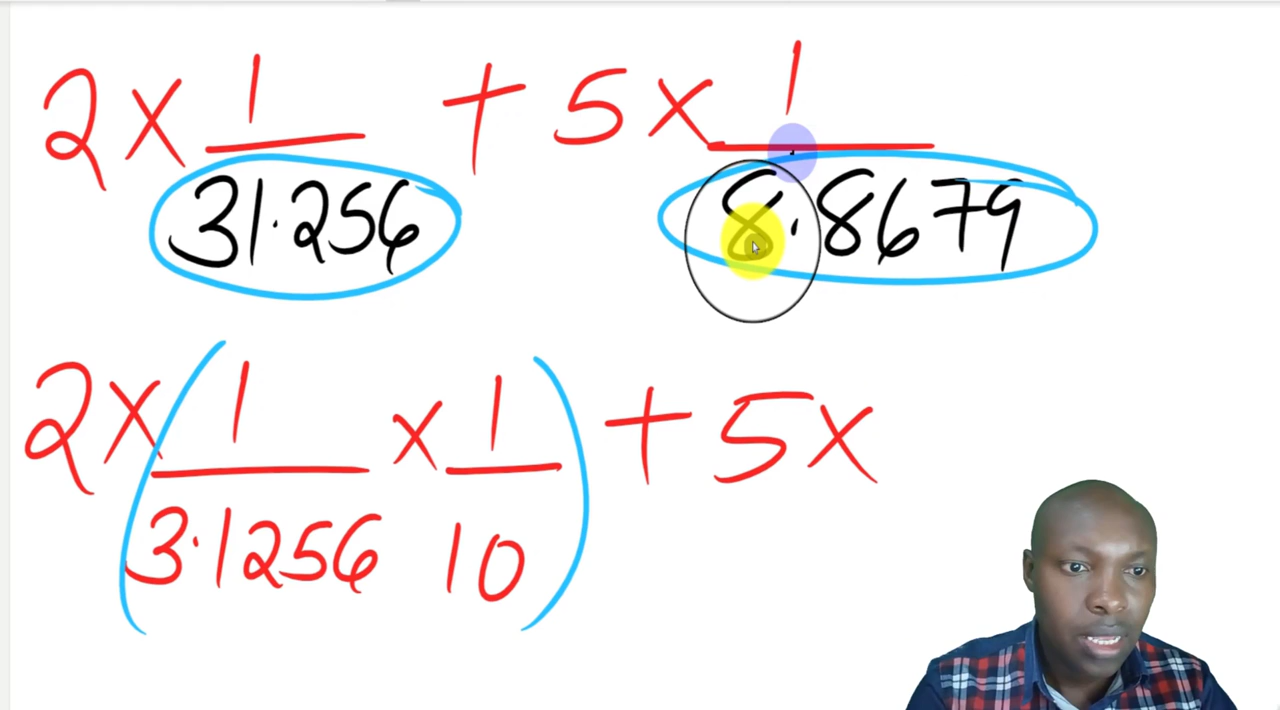 2 × 1/31·256 + 5 × 1/8·8679
2 × (1/3·1256 × 1/10) + 5 ×